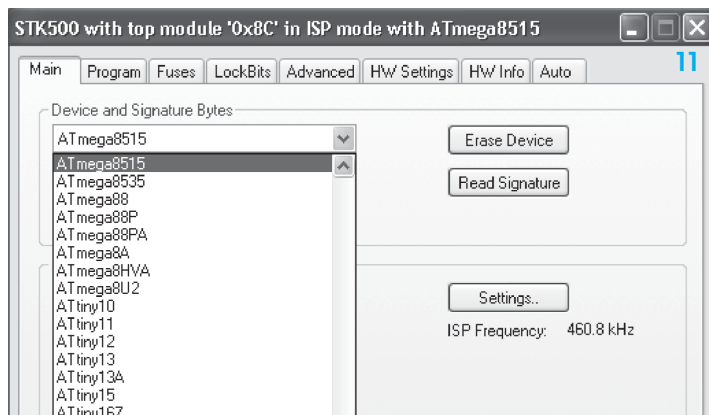 STK500 with top module '0x8C' in ISP mode with ATmega8515
11
Main Program Fuses LockBits Advanced HW Settings HW Info Auto
Device and Signature Bytes
ATmega8515
Erase Device
ATmega8515
ATmega8535
Read Signature
ATmega88
ATmega88P
ATmega88PA
ATmega8A
ATmega8HVA
ATmega8U2
Settings..
ATtiny10
ATtiny11
ISP Frequency: 460.8 kHz
ATtiny12
ATtiny13
ATtiny13A
ATtiny15
ATtiny167